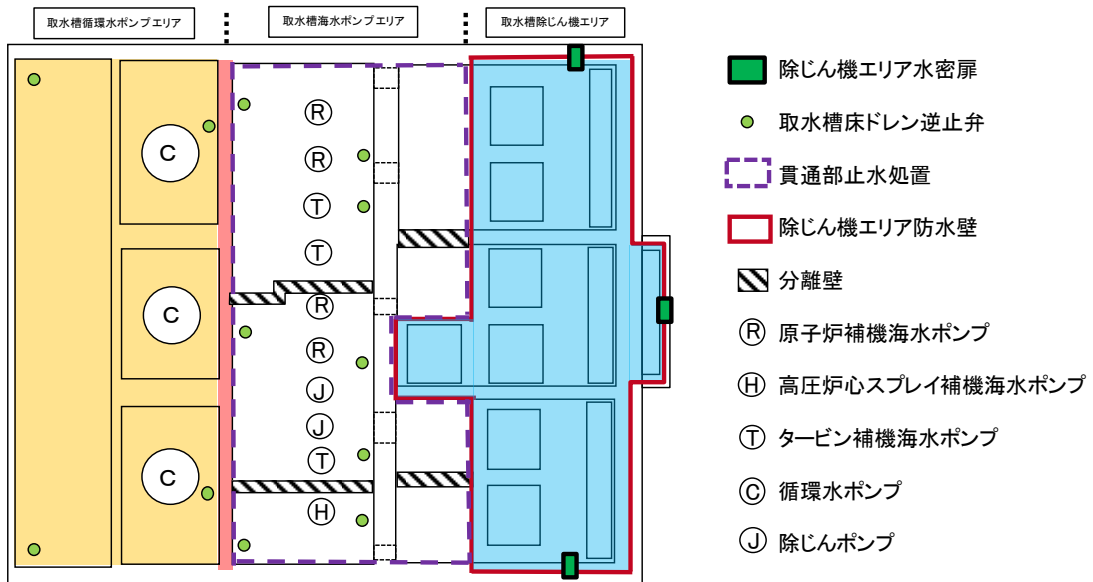 取水槽循環水ポンプエリア
取水槽海水ポンプエリア
取水槽除じん機エリア
C
C
C
R
R
T
T
R
R
J
J
T
H
除じん機エリア水密扉
取水槽床ドレン逆止弁
貫通部止水処置
除じん機エリア防水壁
分離壁
R 原子炉補機海水ポンプ
H 高圧炉心スプレイ補機海水ポンプ
T タービン補機海水ポンプ
C 循環水ポンプ
J 除じんポンプ